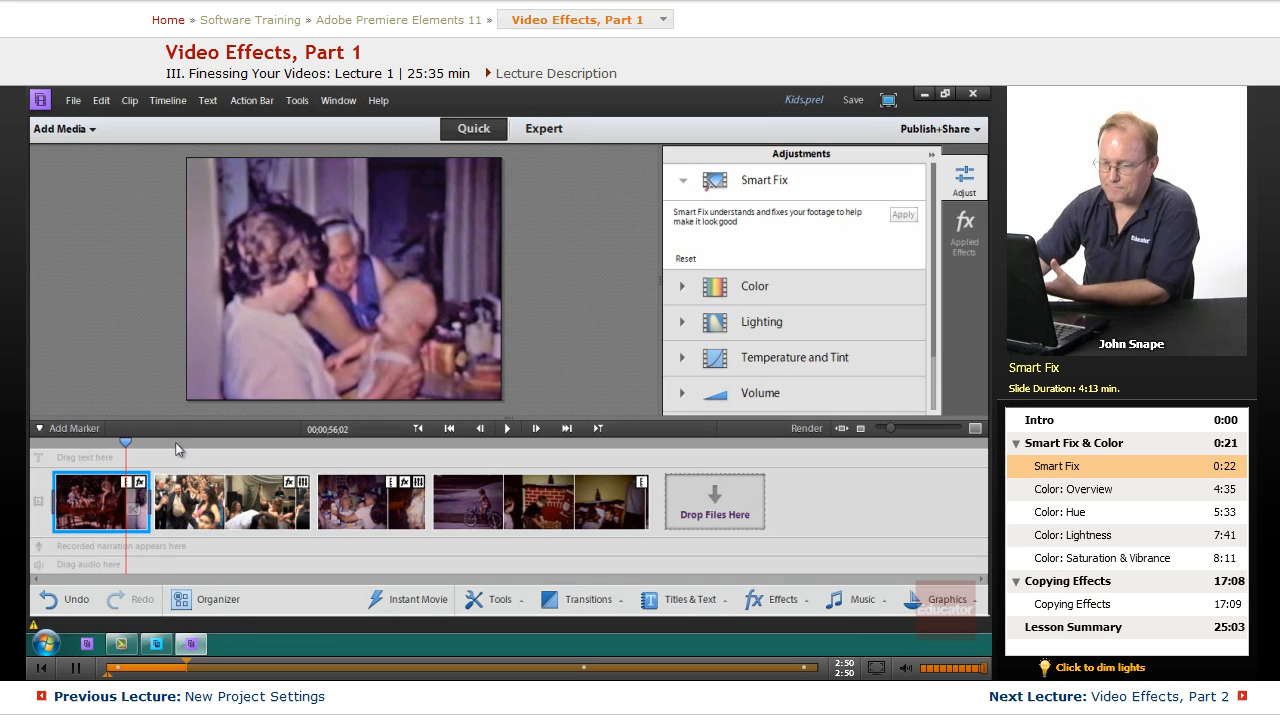 Home » Software Training » Adobe Premiere Elements 11 » Video Effects, Part 1
Video Effects, Part 1
III. Finessing Your Videos: Lecture 1 | 25:35 min Lecture Description
File Edit Clip Timeline Text Action Bar Tools Window Help Kids.prel Save
Add Media Quick Expert Publish+Share
Adjustments
Smart Fix
Adjust
Smart Fix understands and fixes your footage to help
make it look good
Apply
fx
Applied
Effects
Reset
Color
Lighting
Temperature and Tint
Volume
Educator
John Snape
Smart Fix
Slide Duration: 4:13 min.
Add Marker 00;00;56;02 Render
Drag text here
Drop Files Here
Recorded narration appears here
Drag audio here
Undo Redo Organizer Instant Movie Tools Transitions Titles & Text fx Effects Music Graphics
Educator
Intro 0:00
Smart Fix & Color 0:21
Smart Fix 0:22
Color: Overview 4:35
Color: Hue 5:33
Color: Lightness 7:41
Color: Saturation & Vibrance 8:11
Copying Effects 17:08
Copying Effects 17:09
Lesson Summary 25:03
2:50
2:50
Click to dim lights
Previous Lecture: New Project Settings
Next Lecture: Video Effects, Part 2